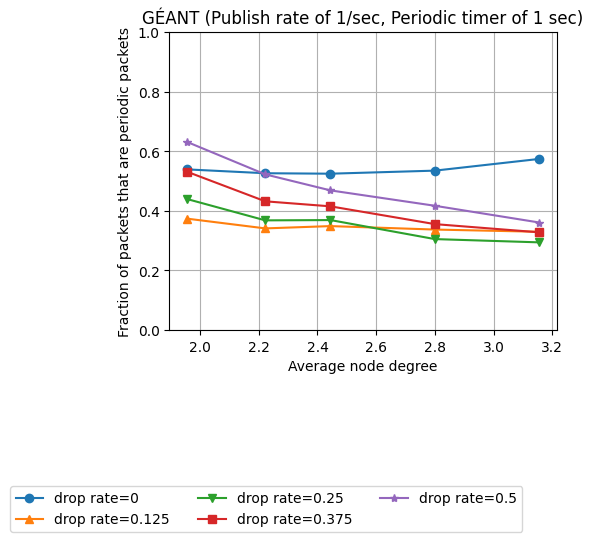 GÉANT (Publish rate of 1/sec, Periodic timer of 1 sec)
Fraction of packets that are periodic packets
1.0
0.8
0.6
0.4
0.2
0.0
2.0 2.2 2.4 2.6 2.8 3.0 3.2
Average node degree
drop rate=0 drop rate=0.25 drop rate=0.5
drop rate=0.125 drop rate=0.375